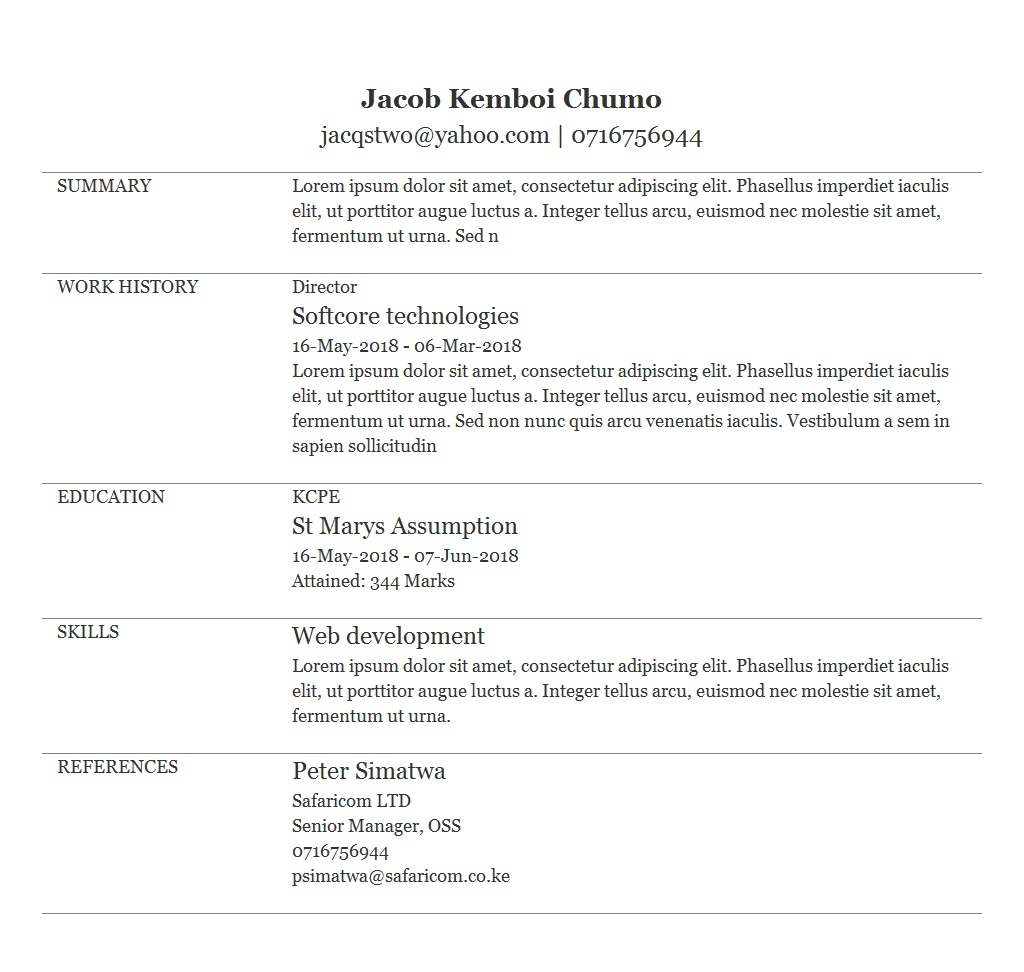 Jacob Kemboi Chumo
jacqstwo@yahoo.com | 0716756944
SUMMARY
Lorem ipsum dolor sit amet, consectetur adipiscing elit. Phasellus imperdiet iaculis
elit, ut porttitor augue luctus a. Integer tellus arcu, euismod nec molestie sit amet,
fermentum ut urna. Sed n
WORK HISTORY
Director
Softcore technologies
16-May-2018 - 06-Mar-2018
Lorem ipsum dolor sit amet, consectetur adipiscing elit. Phasellus imperdiet iaculis
elit, ut porttitor augue luctus a. Integer tellus arcu, euismod nec molestie sit amet,
fermentum ut urna. Sed non nunc quis arcu venenatis iaculis. Vestibulum a sem in
sapien sollicitudin
EDUCATION
KCPE
St Marys Assumption
16-May-2018 - 07-Jun-2018
Attained: 344 Marks
SKILLS
Web development
Lorem ipsum dolor sit amet, consectetur adipiscing elit. Phasellus imperdiet iaculis
elit, ut porttitor augue luctus a. Integer tellus arcu, euismod nec molestie sit amet,
fermentum ut urna.
REFERENCES
Peter Simatwa
Safaricom LTD
Senior Manager, OSS
0716756944
psimatwa@safaricom.co.ke